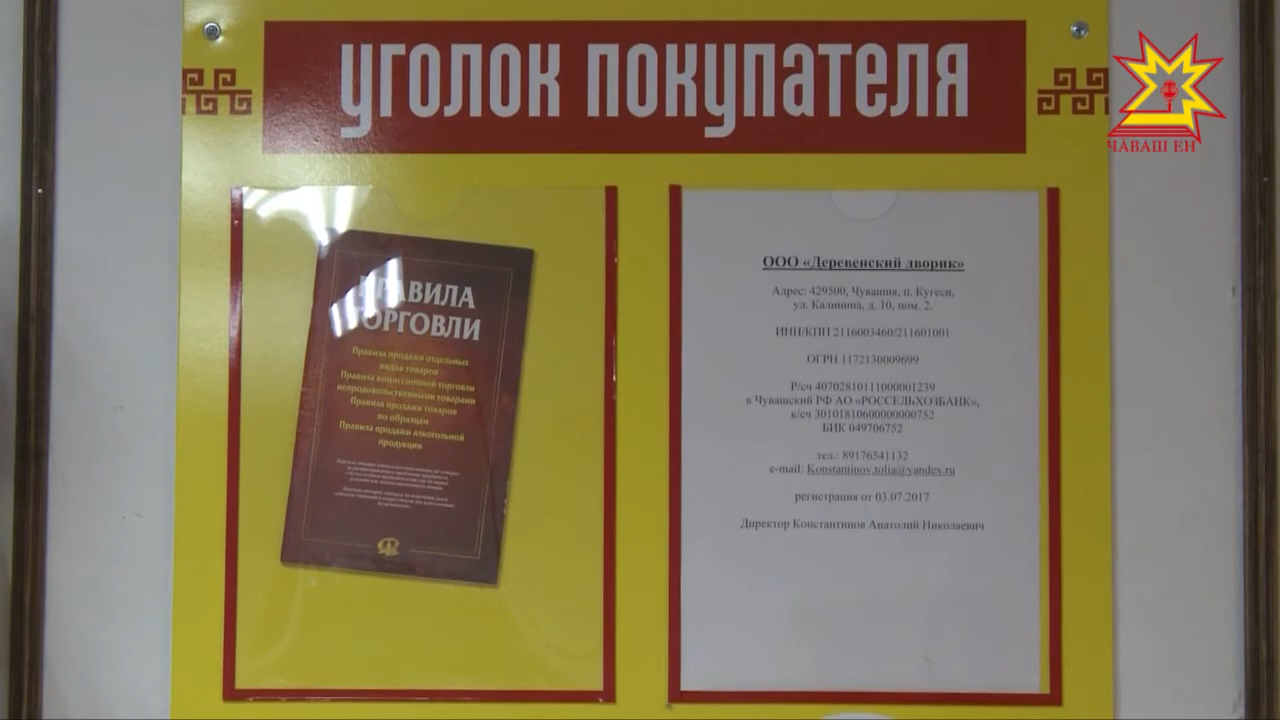 уголок покупателя
ЧӐВАШ ЕН
ПРАВИЛА
ТОРГОВЛИ
Правила продажи отдельных
видов товаров
Правила комиссионной торговли
непродовольственными товарами
Правила продажи товаров
по образцам
Правила продажи алкогольной
продукции
ООО «Деревенский дворик»
Адрес: 429500, Чувашия, п. Кугеси,
ул. Калинина, д. 10, пом. 2.
ИНН/КПП 2116003460/211601001
ОГРН 1172130009699
Р/сч 40702810111000001239
в Чувашский РФ АО «РОССЕЛЬХОЗБАНК»,
к/сч 30101810600000000752
БИК 049706752
тел.: 89176541132
e-mail: Konstantinov.tolia@yandex.ru
регистрация от 03.07.2017
Директор Константинов Анатолий Николаевич